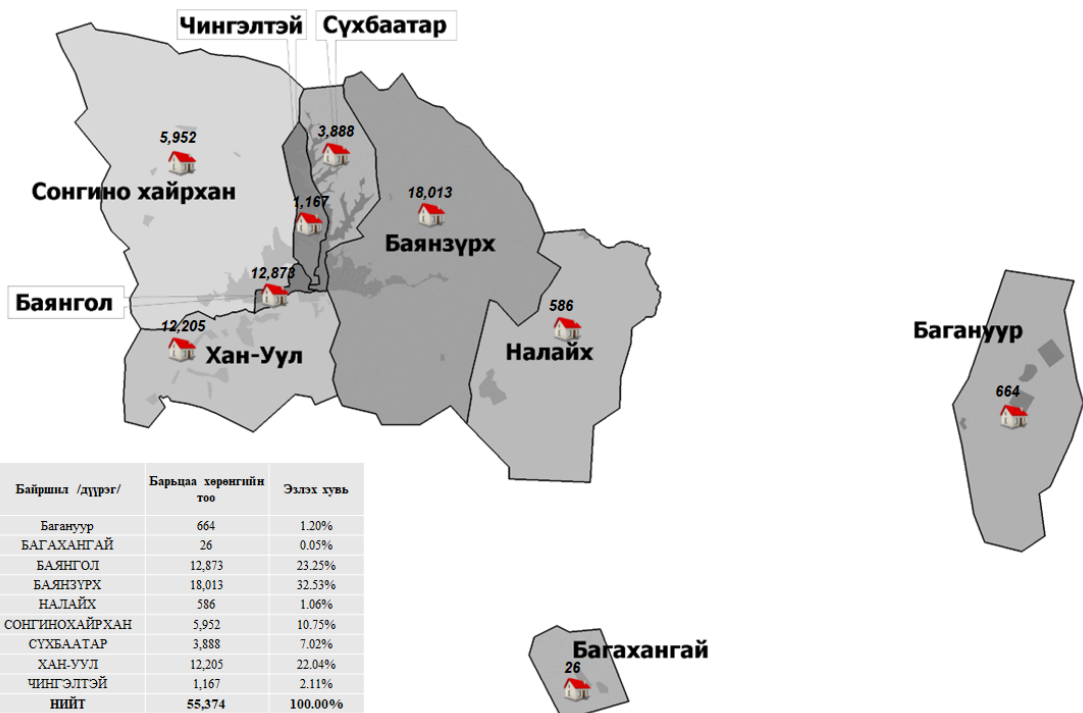 Чингэлтэй
Сүхбаатар
5,952
3,888
Сонгино хайрхан
1,167
18,013
Баянзүрх
12,873
Баянгол
12,205
Хан-Уул
586
Налайх
Багануур
664
Байршил /дүүрэг/ Барьцаа хөрөнгийн тоо Эзлэх хувь
Багануур 664 1.20%
БАГАХАНГАЙ 26 0.05%
БАЯНГОЛ 12,873 23.25%
БАЯНЗҮРХ 18,013 32.53%
НАЛАЙХ 586 1.06%
СОНГИНОХАЙРХАН 5,952 10.75%
СҮХБААТАР 3,888 7.02%
ХАН-УУЛ 12,205 22.04%
ЧИНГЭЛТЭЙ 1,167 2.11%
НИЙТ 55,374 100.00%
Багахангай
26